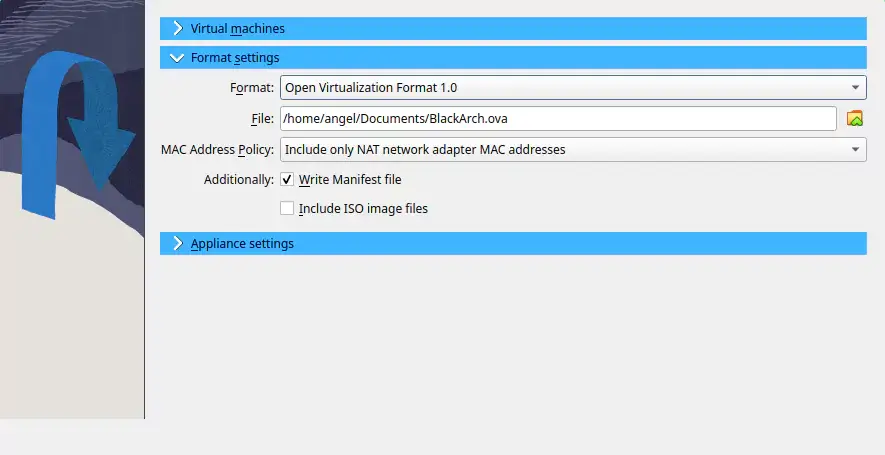 Virtual machines
Format settings
Format: Open Virtualization Format 1.0
File: /home/angel/Documents/BlackArch.ova
MAC Address Policy: Include only NAT network adapter MAC addresses
Additionally: Write Manifest file
Include ISO image files
Appliance settings